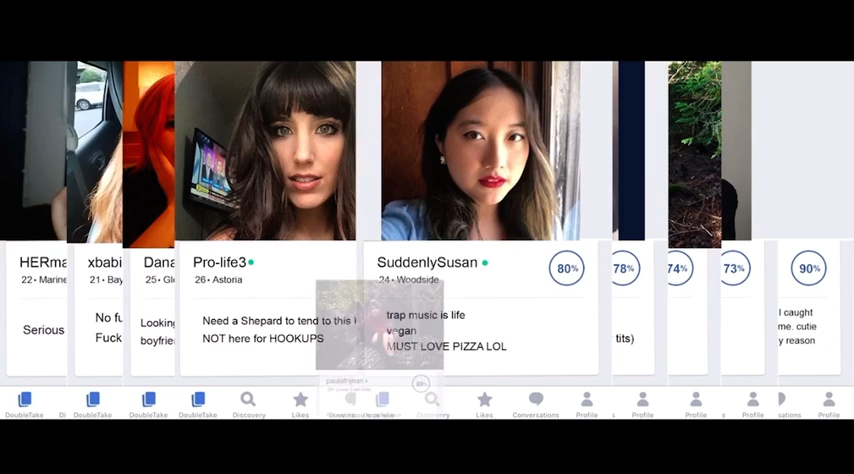 HERma
22 • Marine
Serious
xbabi
21 • Bay
No fu
Fuck
Dana
25 • Gl
Looking
boyfrie
Pro-life3
26 • Astoria
Need a Shepard to tend to this
NOT here for HOOKUPS
SuddenlySusan
24 • Woodside
80%
trap music is life
vegan
MUST LOVE PIZZA LOL
78%
tits)
74%
73%
90%
I caught
me. cutie
y reason
DoubleTake
Di
DoubleTake
DoubleTake
DoubleTake
Discovery
Likes
Discovery
Likes
Conversations
Profile
Profile
Profile
Profile
sations
Profile